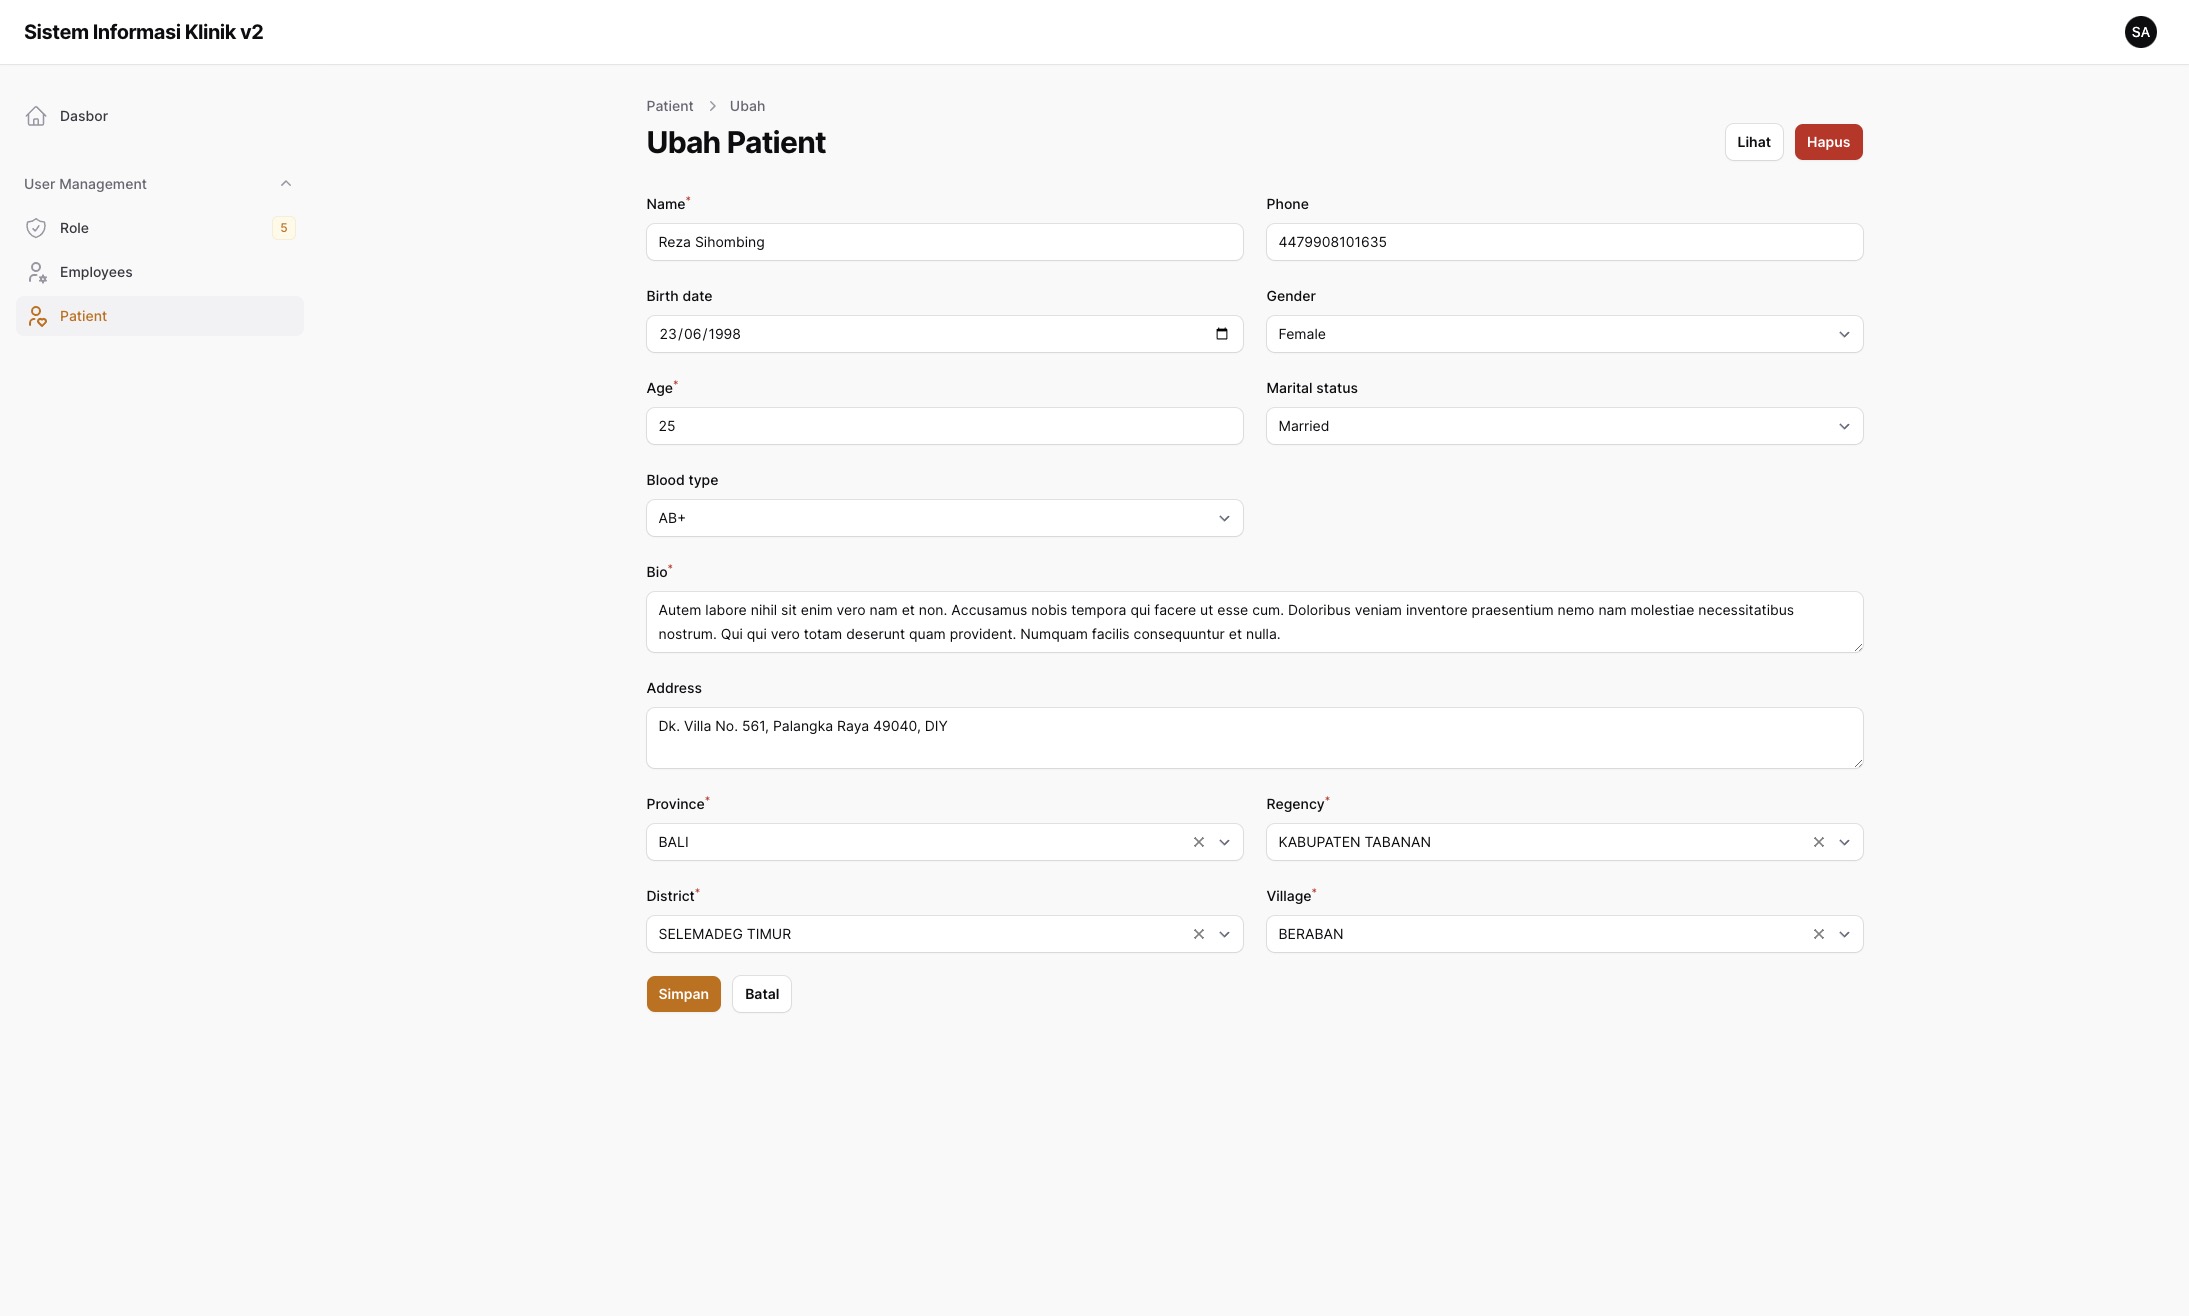 Sistem Informasi Klinik v2
SA
Dasbor
User Management
Role
5
Employees
Patient
Patient > Ubah
Ubah Patient
Lihat
Hapus
Name*
Phone
Reza Sihombing
4479908101635
Birth date
Gender
23/06/1998
Female
Age*
Marital status
25
Married
Blood type
AB+
Bio*
Autem labore nihil sit enim vero nam et non. Accusamus nobis tempora qui facere ut esse cum. Doloribus veniam inventore praesentium nemo nam molestiae necessitatibus
nostrum. Qui qui vero totam deserunt quam provident. Numquam facilis consequuntur et nulla.
Address
Dk. Villa No. 561, Palangka Raya 49040, DIY
Province*
Regency*
BALI
KABUPATEN TABANAN
District*
Village*
SELEMADEG TIMUR
BERABAN
Simpan
Batal